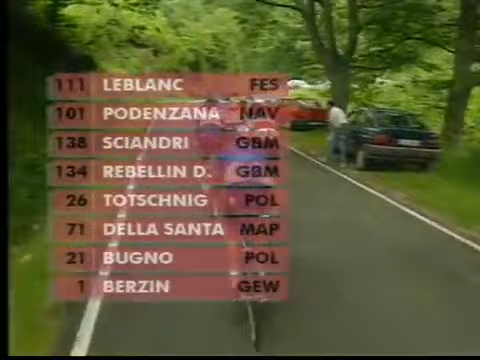 111 LEBLANC FES
101 PODENZANA NAV
138 SCIANDRI GBM
134 REBELLIN D. GBM
26 TOTSCHNIG POL
71 DELLA SANTA MAP
21 BUGNO POL
1 BERZIN GEW